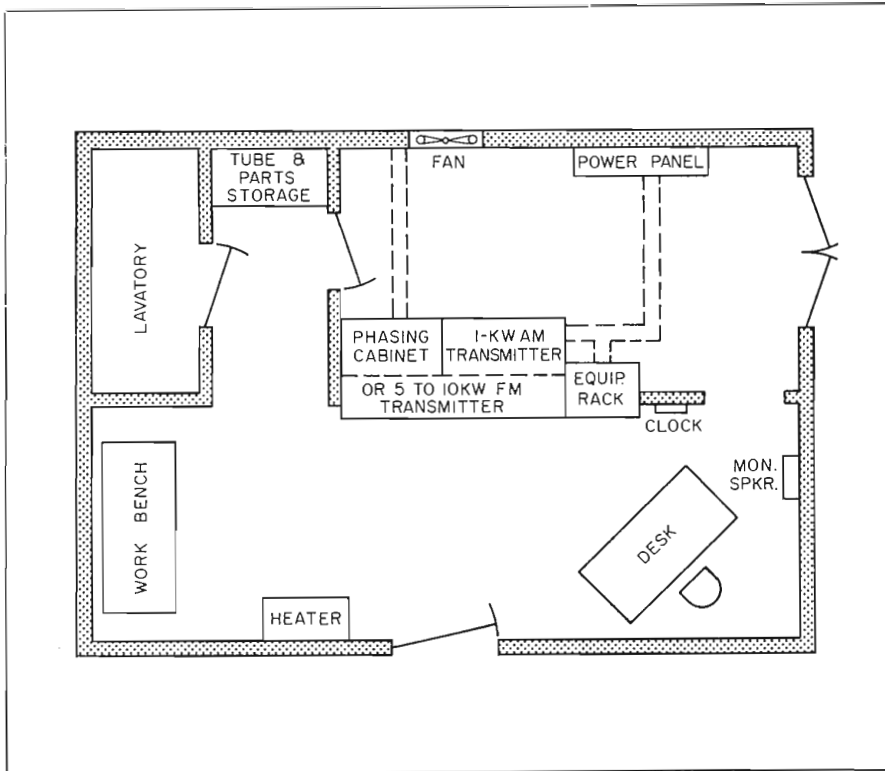 FAN
TUBE &
PARTS
STORAGE
POWER PANEL
LAVATORY
PHASING
CABINET
1-KW AM
TRANSMITTER
OR 5 TO 10KW FM
TRANSMITTER
EQUIP.
RACK
CLOCK
MON.
SPKR.
WORK BENCH
DESK
HEATER